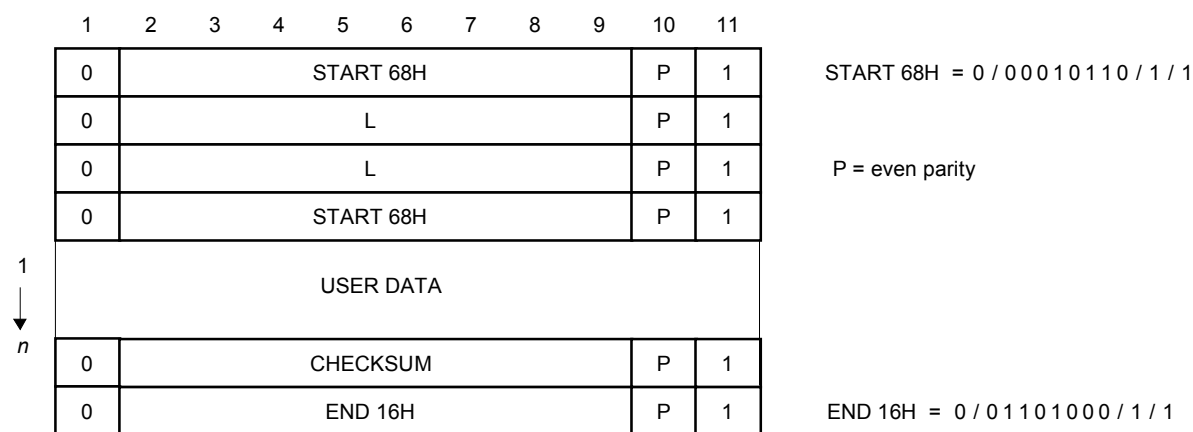 1 2 3 4 5 6 7 8 9 10 11
0 START 68H P 1 START 68H = 0 / 0 0 0 1 0 1 1 0 / 1 / 1
0 L P 1
0 L P 1 P = even parity
0 START 68H P 1
1
USER DATA
n
0 CHECKSUM P 1
0 END 16H P 1 END 16H = 0 / 0 1 1 0 1 0 0 0 / 1 / 1